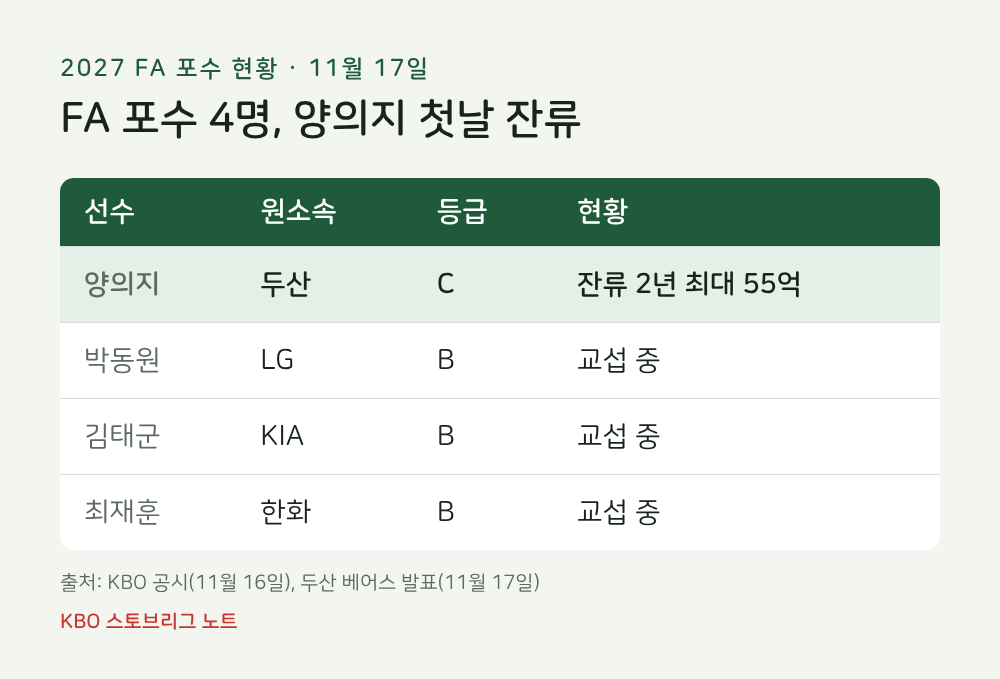 2027 FA 포수 현황 · 11월 17일
FA 포수 4명, 양의지 첫날 잔류
선수 원소속 등급 현황
양의지 두산 C 잔류 2년 최대 55억
박동원 LG B 교섭 중
김태군 KIA B 교섭 중
최재훈 한화 B 교섭 중
출처: KBO 공시(11월 16일), 두산 베어스 발표(11월 17일)
KBO 스토브리그 노트